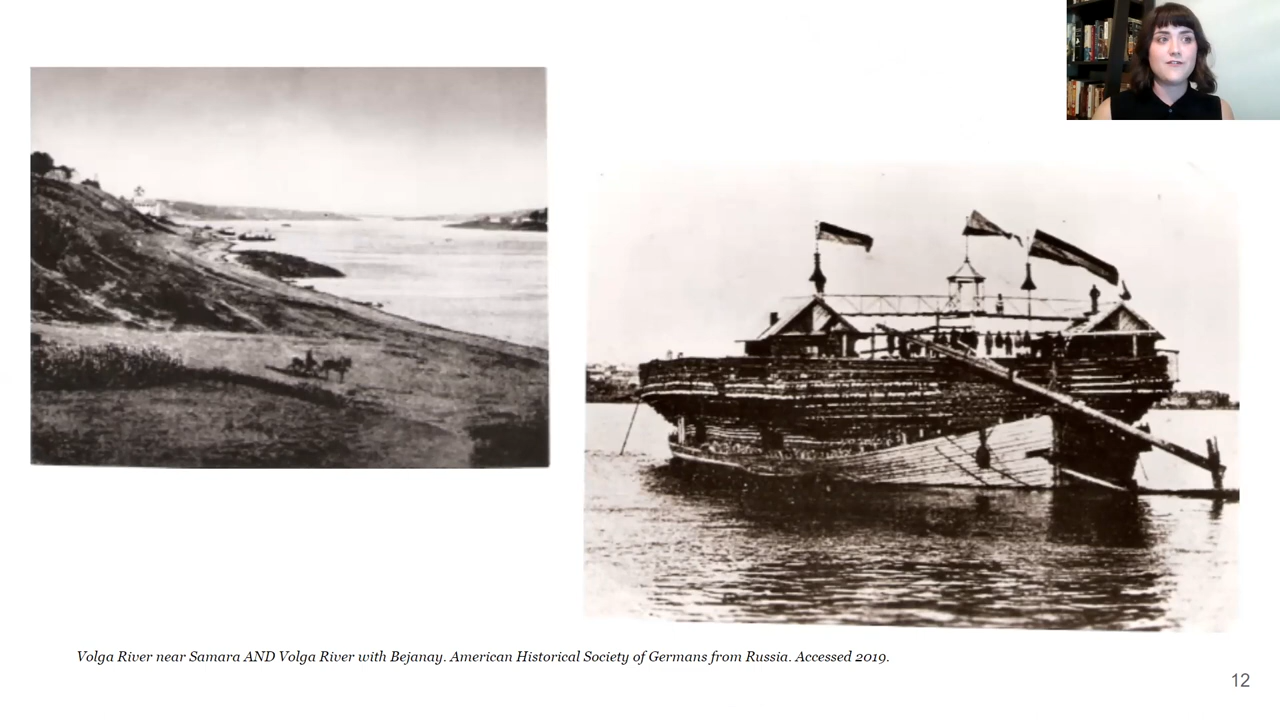 Volga River near Samara AND Volga River with Bejanay. American Historical Society of Germans from Russia. Accessed 2019.
12